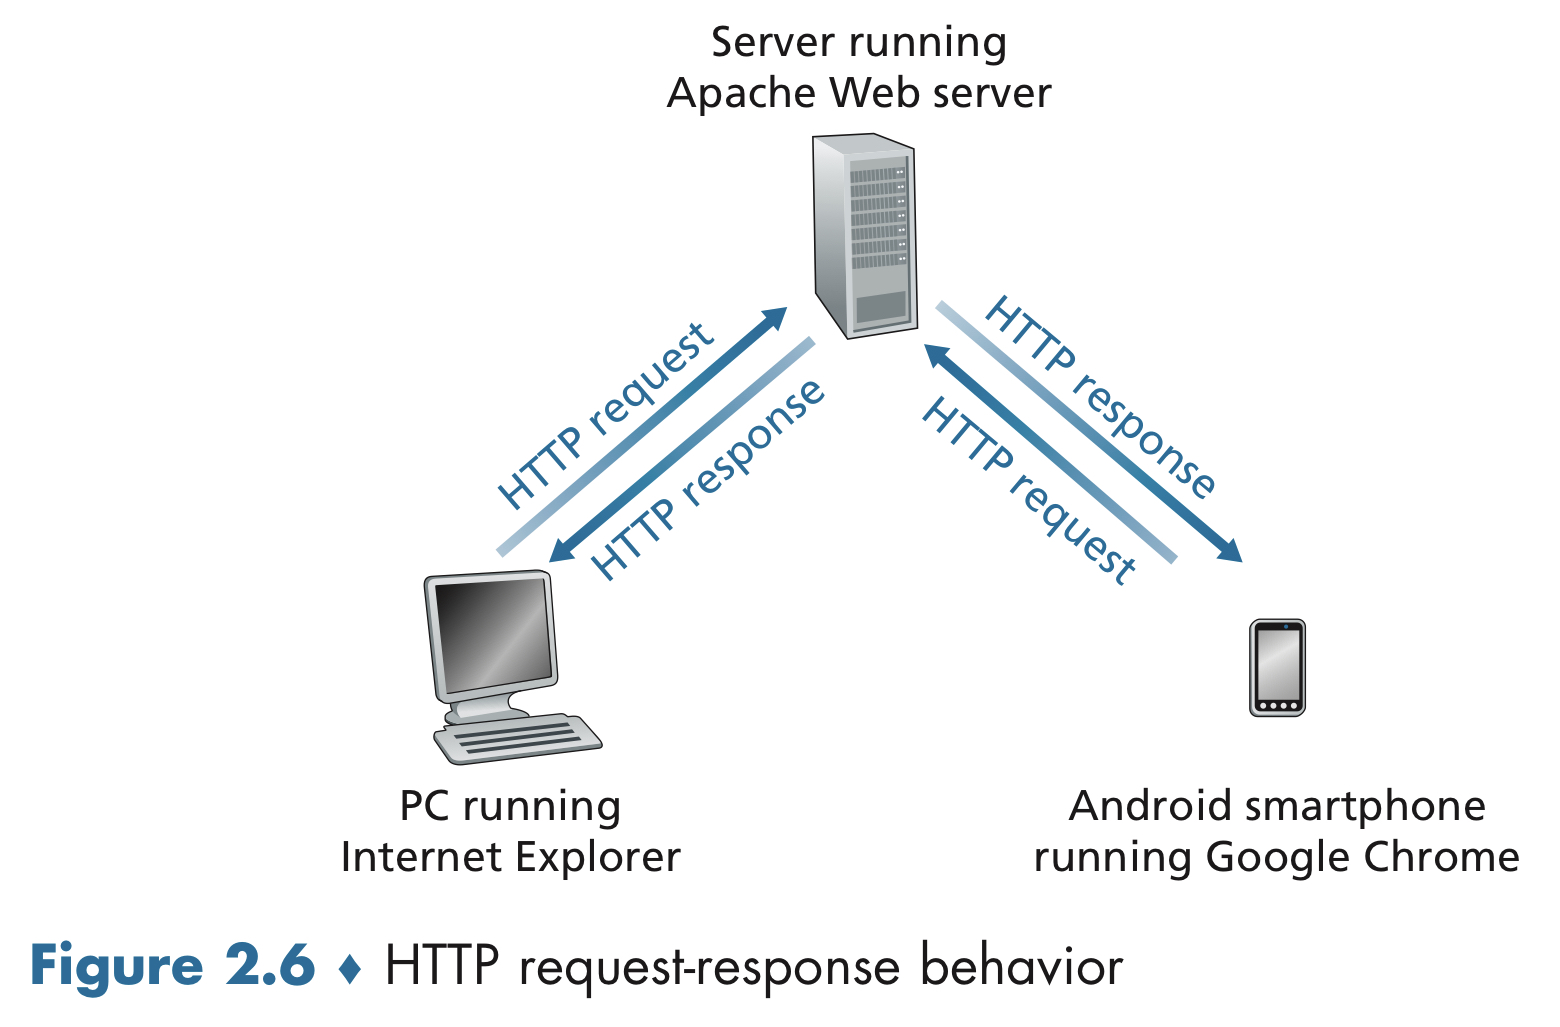 Server running
Apache Web server
HTTP request
HTTP response
HTTP response
HTTP request
PC running
Internet Explorer
Android smartphone
running Google Chrome
Figure 2.6 ♦ HTTP request-response behavior